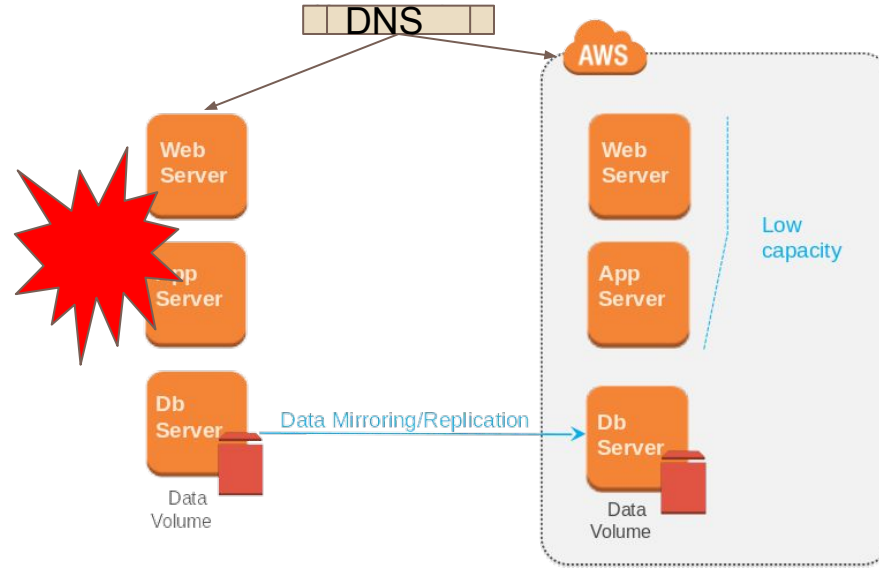 DNS
AWS
Web
Server
Web
Server
Low
capacity
pp
Server
App
Server
Data Mirroring/Replication
Db
Server
Db
Server
Data
Volume
Data
Volume